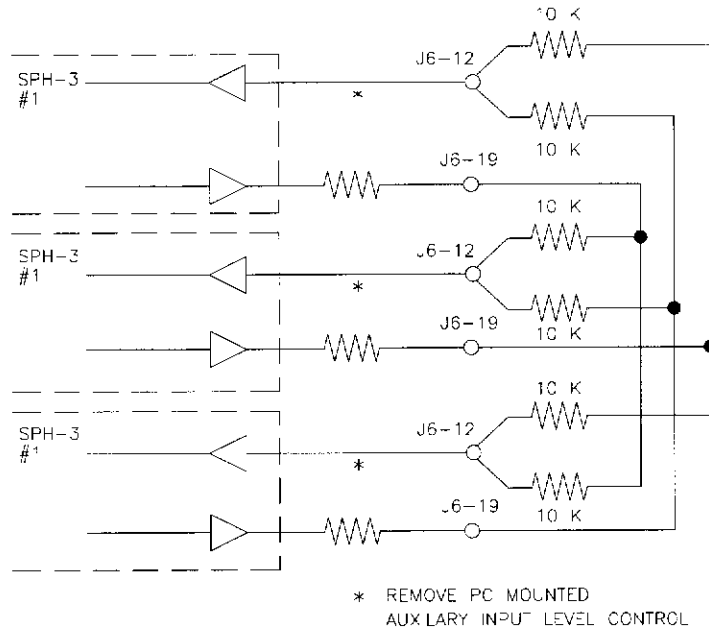 10 K
J6-12
SPH-3
#1
*
10 K
J6-19
10 K
SPH-3
#1
J6-12
*
J6-19
10 K
10 K
SPH-3
#1
J6-12
*
J6-19
10 K
* REMOVE PC MOUNTED
AUX LARY INPUT LEVEL CONTROL